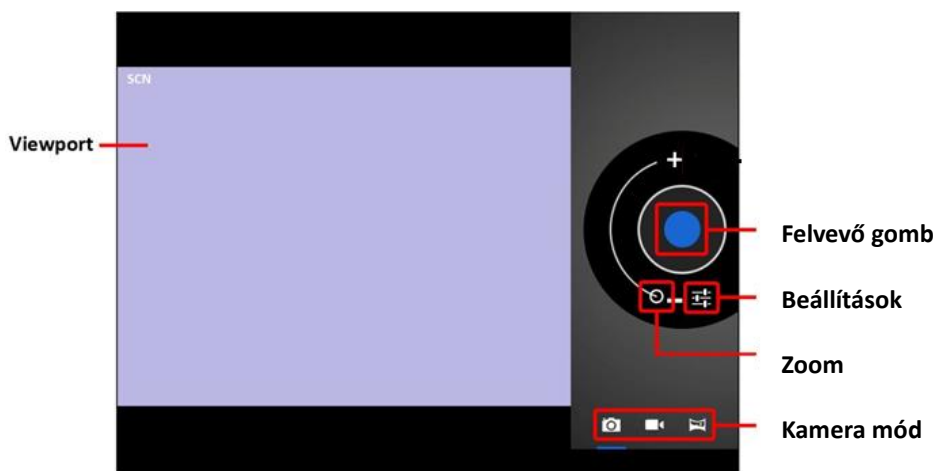 SCN
Viewport
Felvevő gomb
Beállítások
Zoom
Kamera mód